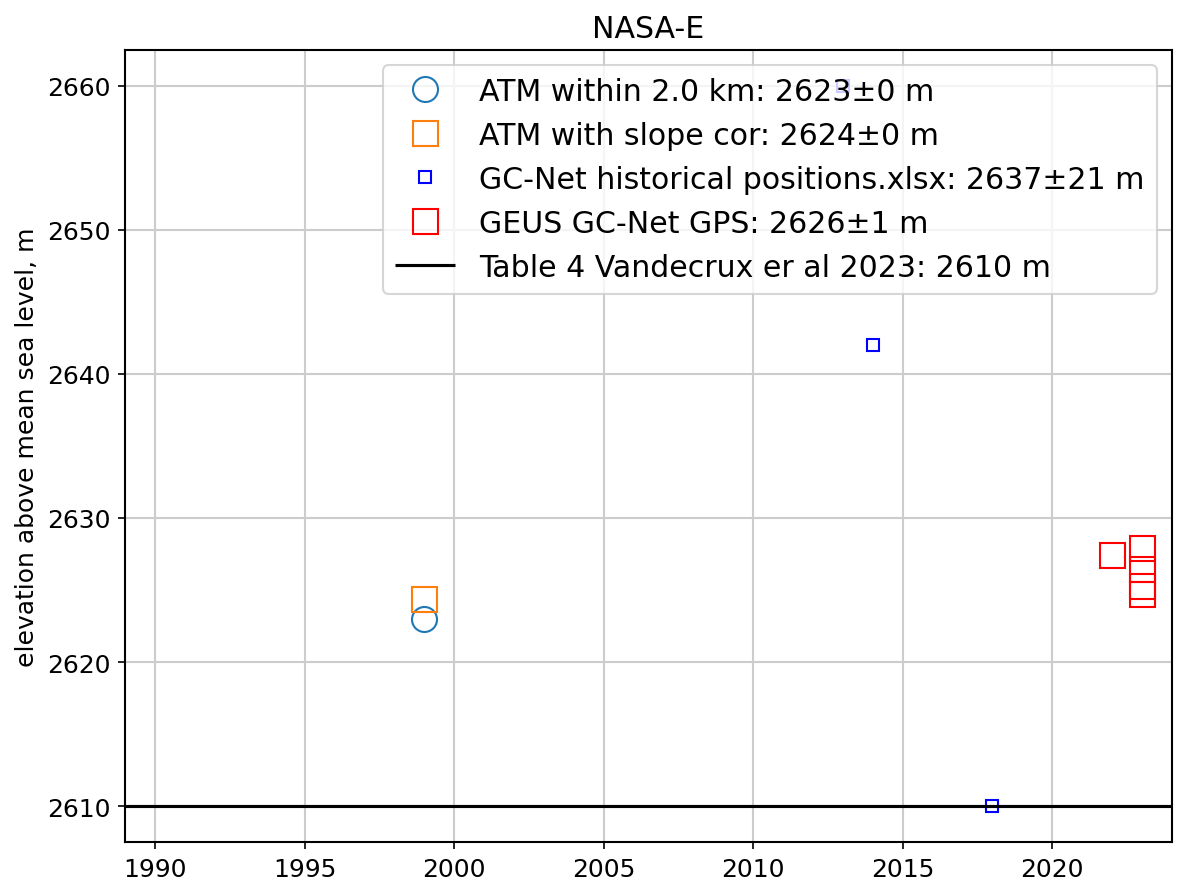 NASA-E
ATM within 2.0 km: 2623±0 m
ATM with slope cor: 2624±0 m
GC-Net historical positions.xlsx: 2637±21 m
GEUS GC-Net GPS: 2626±1 m
Table 4 Vandecrux er al 2023: 2610 m
elevation above mean sea level, m
2660
2650
2640
2630
2620
2610
1990
1995
2000
2005
2010
2015
2020